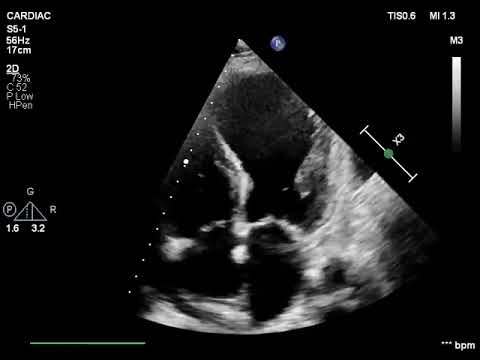 CARDIAC
S5-1
56Hz
17cm
2D
73%
C 52
P Low
HPen
TIS0.6 MI 1.3
M3
X3
P
G
P R
1.6 3.2
*** bpm